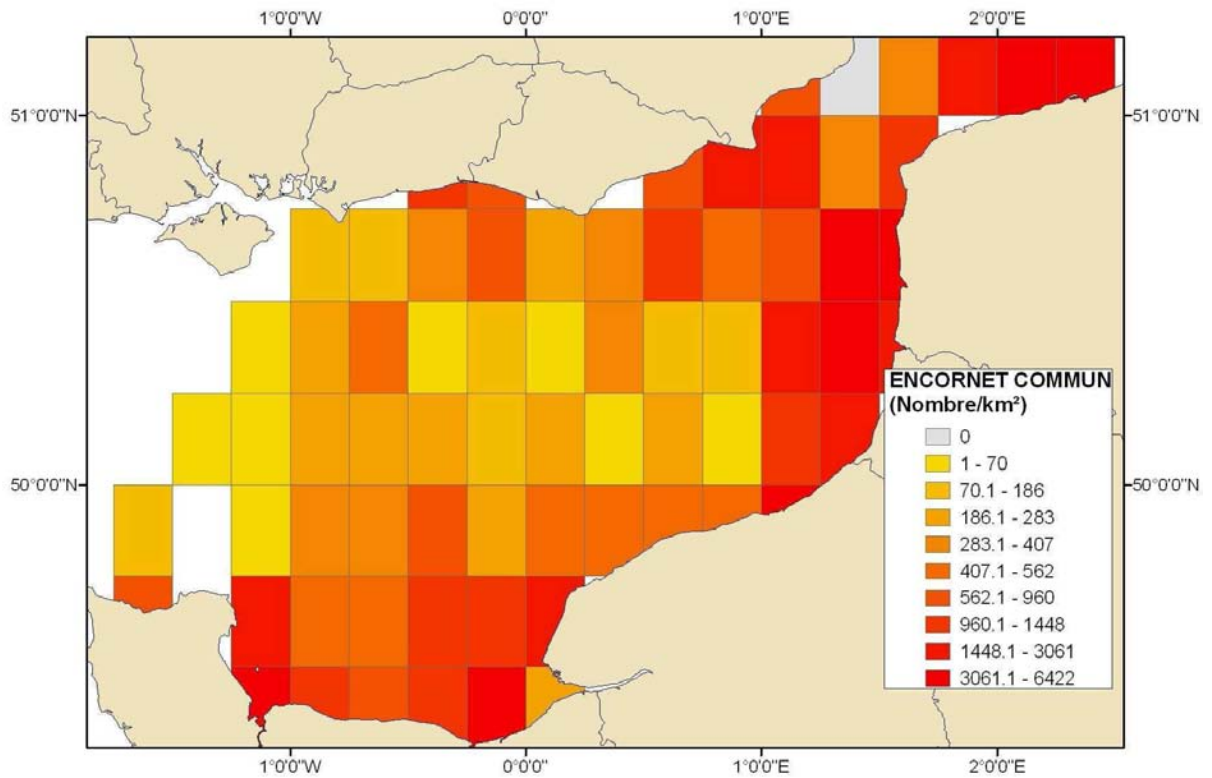 1°0'0"W 0°0'0" 1°0'0"E 2°0'0"E
51°0'0"N 51°0'0"N
ENCORNET COMMUN
(Nombre/km²)
0
1 - 70
70.1 - 186
186.1 - 283
283.1 - 407
407.1 - 562
562.1 - 960
960.1 - 1448
1448.1 - 3061
3061.1 - 6422
50°0'0"N 50°0'0"N
1°0'0"W 0°0'0" 1°0'0"E 2°0'0"E